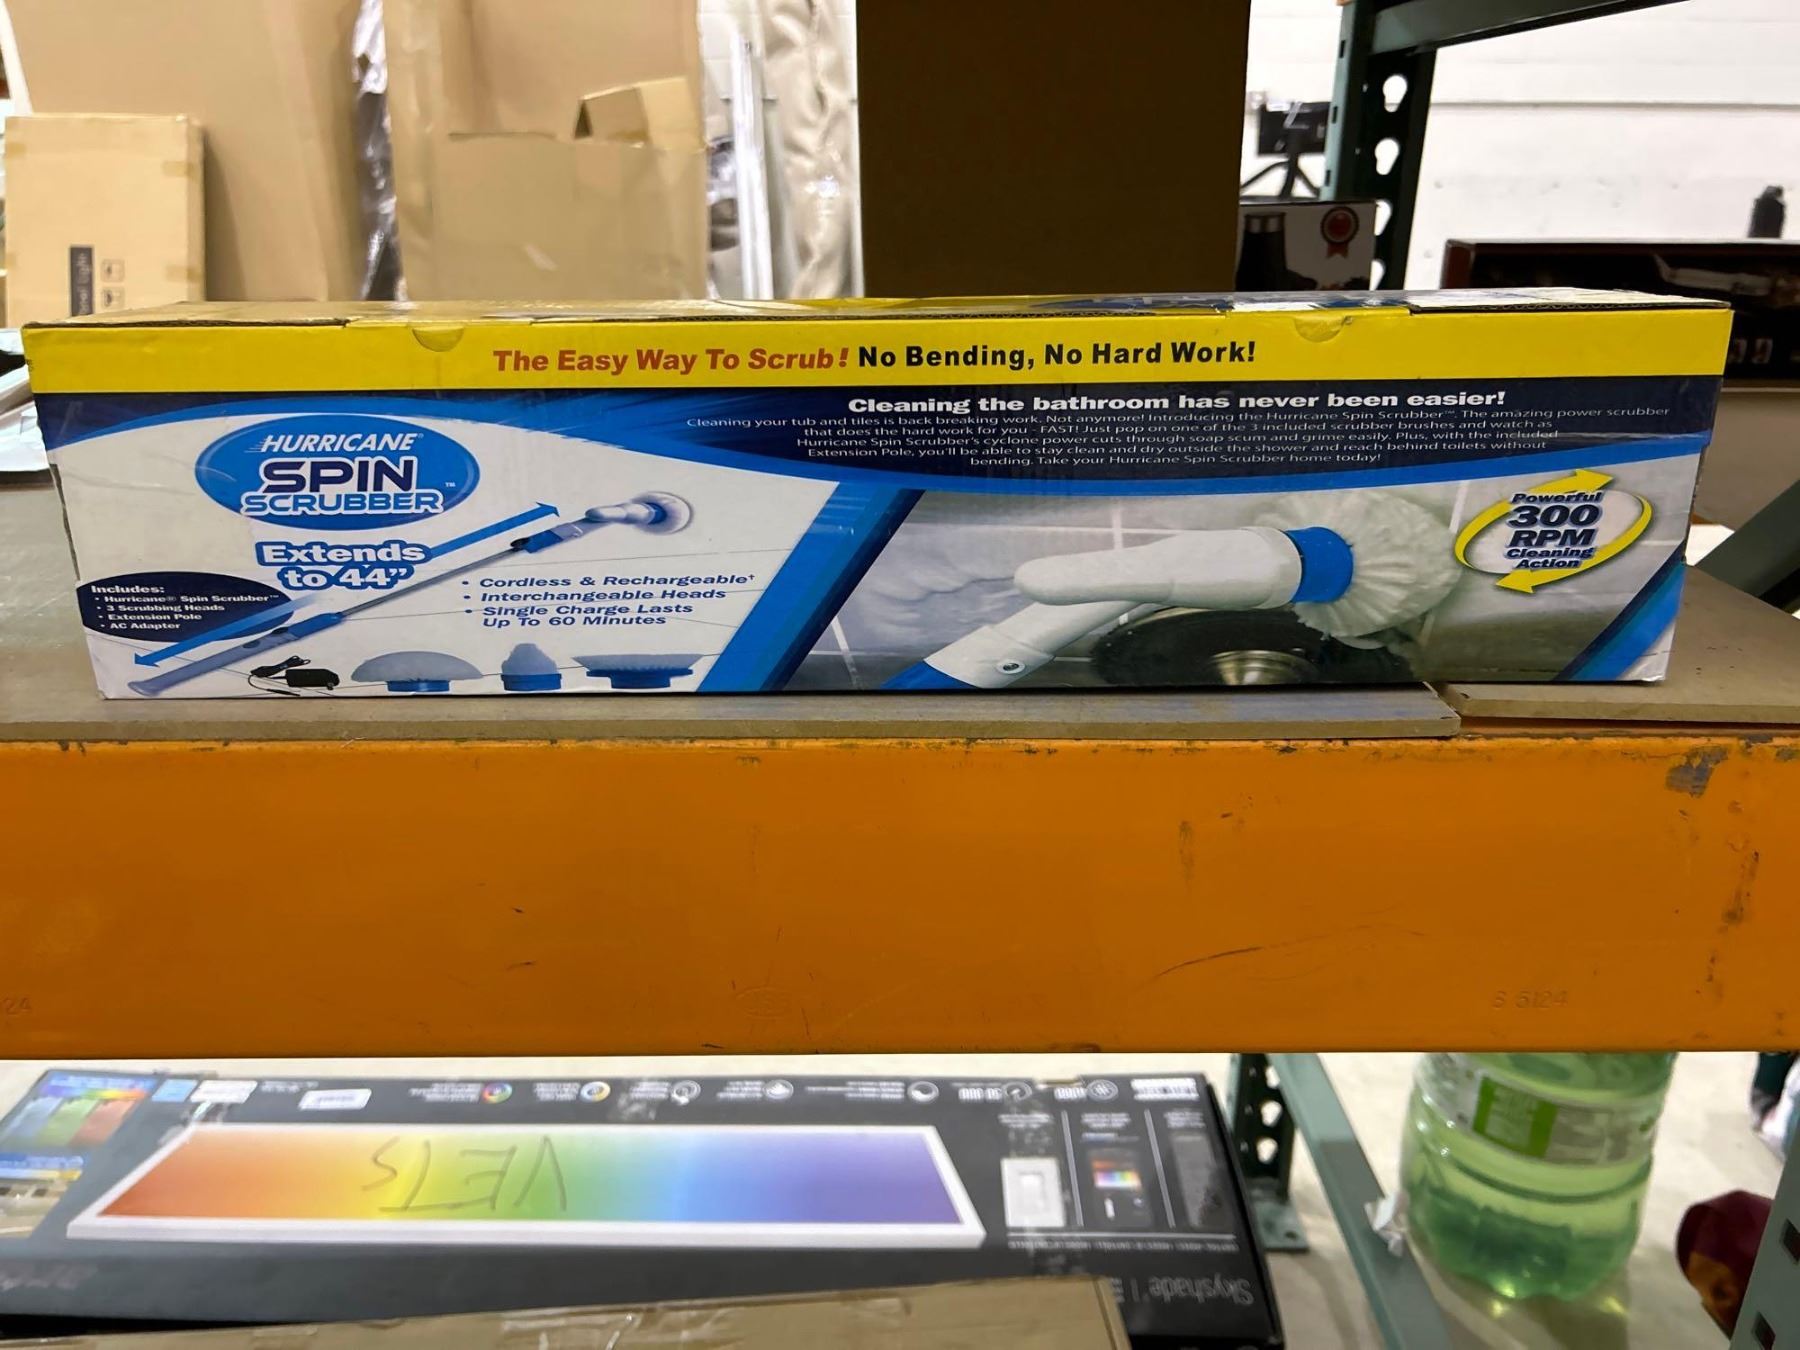 The Easy Way To Scrub! No Bending, No Hard Work!
Cleaning the bathroom has never been easier!
Cleaning your tub and tiles is back breaking work. Not anymore! Introducing the Hurricane Spin Scrubber™. The amazing power scrubber
that does the hard work for you - FAST! Just pop on one of the 3 included scrubber brushes and watch as
Hurricane Spin Scrubber's cyclone power cuts through soap scum and grime easily. Plus, with the included
Extension Pole, you'll be able to stay clean and dry outside the shower and reach behind toilets without
bending. Take your Hurricane Spin Scrubber home today!
HURRICANE®
SPIN
SCRUBBER™
Extends
to 44”
Includes:
• Hurricane® Spin Scrubber™
• 3 Scrubbing Heads
• Extension Pole
• AC Adapter
• Cordless & Rechargeable†
• Interchangeable Heads
• Single Charge Lasts
Up To 60 Minutes
Powerful
300
RPM
Cleaning
Action
S 5124
VETS
Skyshade